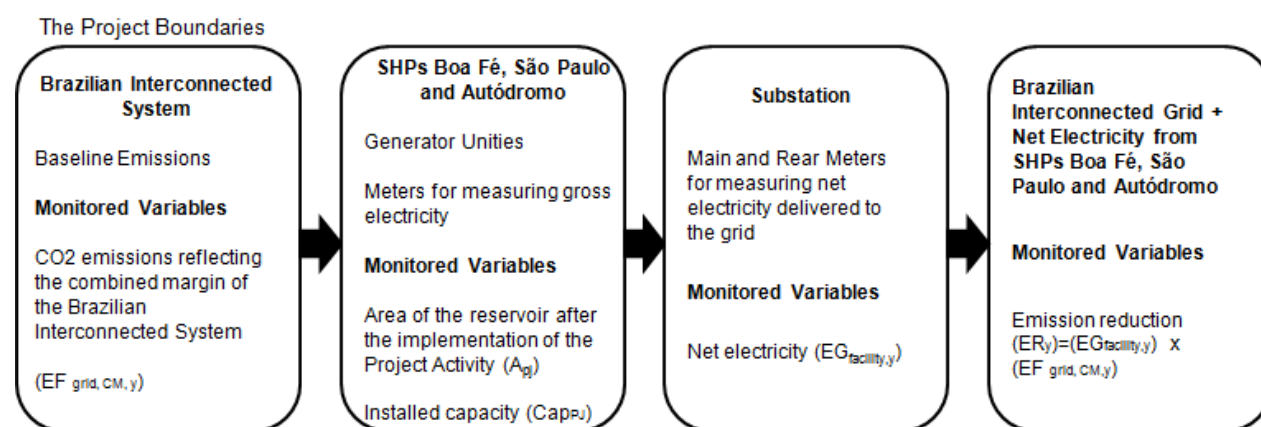 The Project Boundaries
Brazilian Interconnected
System
Baseline Emissions
Monitored Variables
CO2 emissions reflecting
the combined margin of
the Brazilian
Interconnected System
(EF grid, CM, y)
SHPs Boa Fé, São Paulo
and Autódromo
Generator Unities
Meters for measuring gross
electricity
Monitored Variables
Area of the reservoir after
the implementation of the
Project Activity (Apj)
Installed capacity (CapPJ)
Substation
Main and Rear Meters
for measuring net
electricity delivered to
the grid
Monitored Variables
Net electricity (EGfacility,y)
Brazilian
Interconnected Grid +
Net Electricity from
SHPs Boa Fé, São
Paulo and Autódromo
Monitored Variables
Emission reduction
(ERy)=(EGfacility,y) x
(EF grid, CM,y)